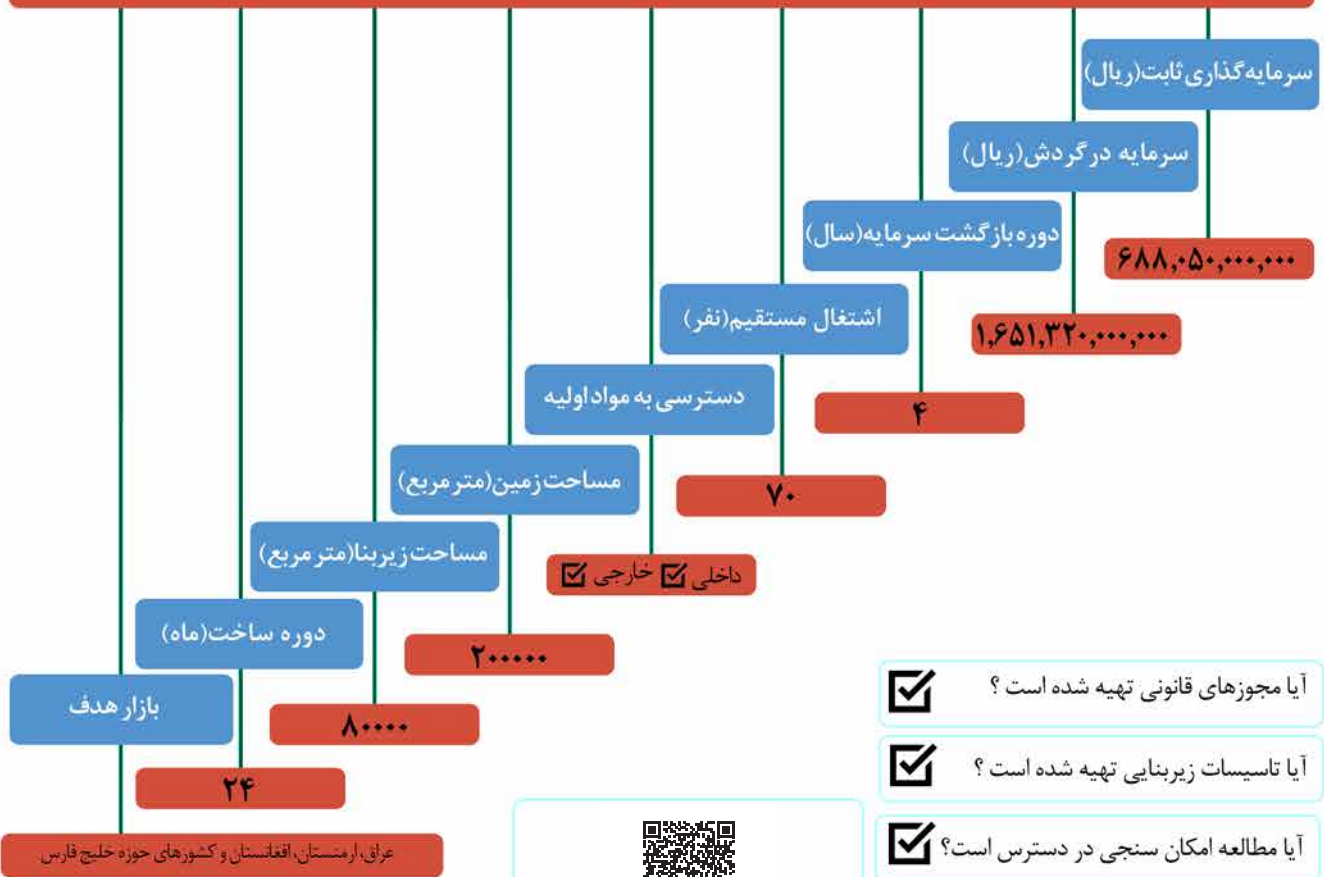 سرمایه‌گذاری ثابت(ریال)
۶۸۸,۰۵۰,۰۰۰,۰۰۰
سرمایه در گردش(ریال)
۱,۶۵۱,۳۲۰,۰۰۰,۰۰۰
دوره بازگشت سرمایه(سال)
۴
اشتغال مستقیم(نفر)
۷۰
دسترسی به مواد اولیه
داخلی ☑ خارجی ☑
مساحت زمین(متر مربع)
۲۰۰۰۰۰
مساحت زیربنا(متر مربع)
۸۰۰۰۰
دوره ساخت(ماه)
۲۴
بازار هدف
عراق، ارمنستان، افغانستان و کشورهای حوزه خلیج فارس
آیا مجوزهای قانونی تهیه شده است ؟ ☑
آیا تاسیسات زیربنایی تهیه شده است ؟ ☑
آیا مطالعه امکان سنجی در دسترس است؟ ☑